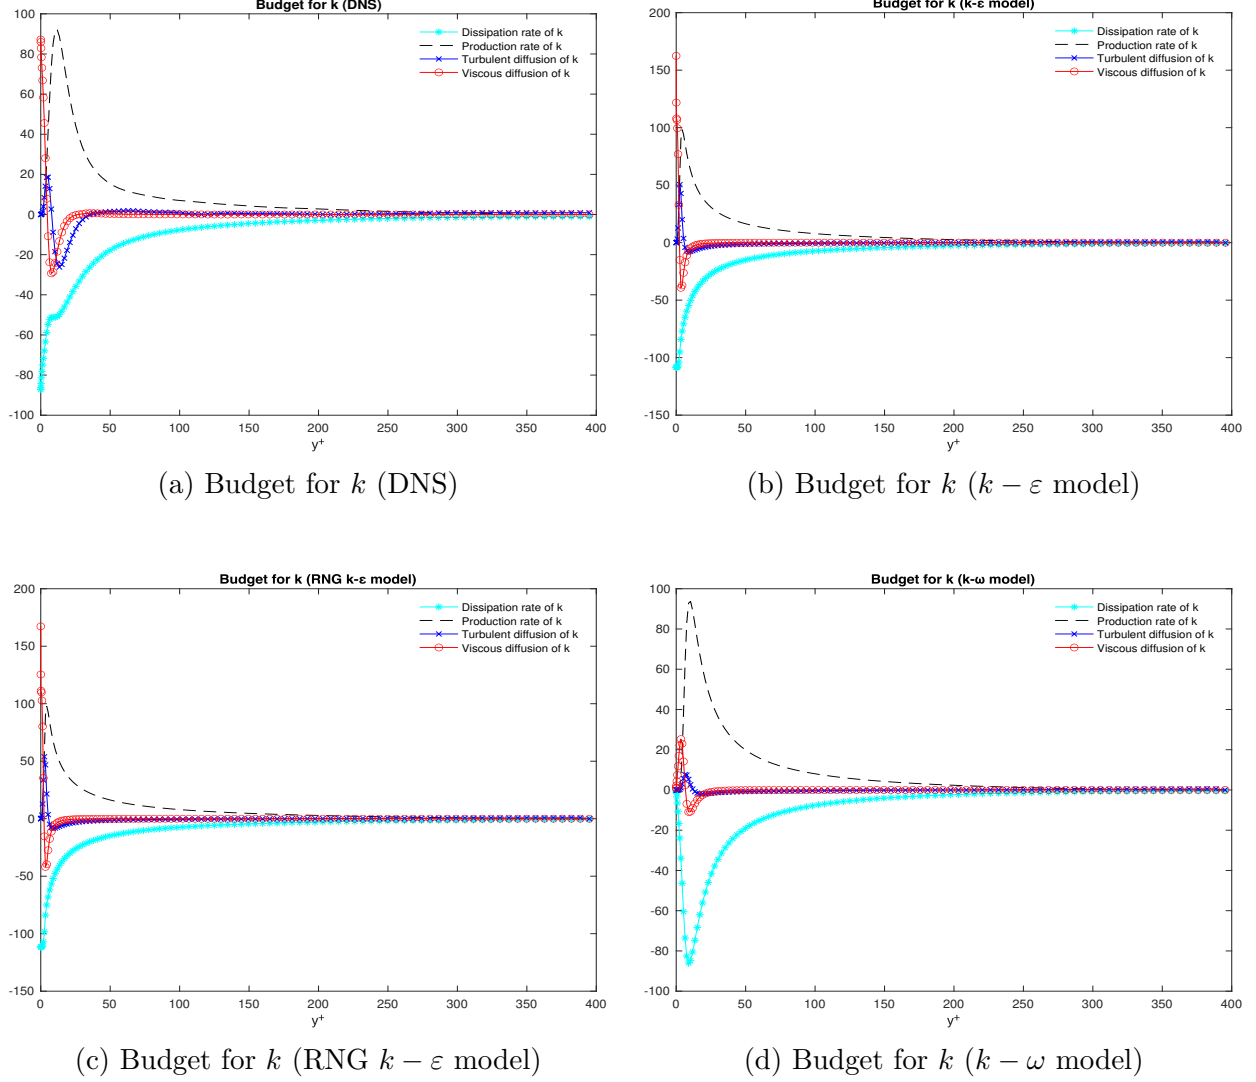 Budget for k (DNS)
Dissipation rate of k
Production rate of k
Turbulent diffusion of k
Viscous diffusion of k
100
80
60
40
20
0
-20
-40
-60
-80
-100
0 50 100 150 200 250 300 350 400
y+
(a) Budget for k (DNS)
Budget for k (k-ε model)
Dissipation rate of k
Production rate of k
Turbulent diffusion of k
Viscous diffusion of k
200
150
100
50
0
-50
-100
-150
0 50 100 150 200 250 300 350 400
y+
(b) Budget for k (k − ε model)
Budget for k (RNG k-ε model)
Dissipation rate of k
Production rate of k
Turbulent diffusion of k
Viscous diffusion of k
200
150
100
50
0
-50
-100
-150
0 50 100 150 200 250 300 350 400
y+
(c) Budget for k (RNG k − ε model)
Budget for k (k-ω model)
Dissipation rate of k
Production rate of k
Turbulent diffusion of k
Viscous diffusion of k
100
80
60
40
20
0
-20
-40
-60
-80
-100
0 50 100 150 200 250 300 350 400
y+
(d) Budget for k (k − ω model)